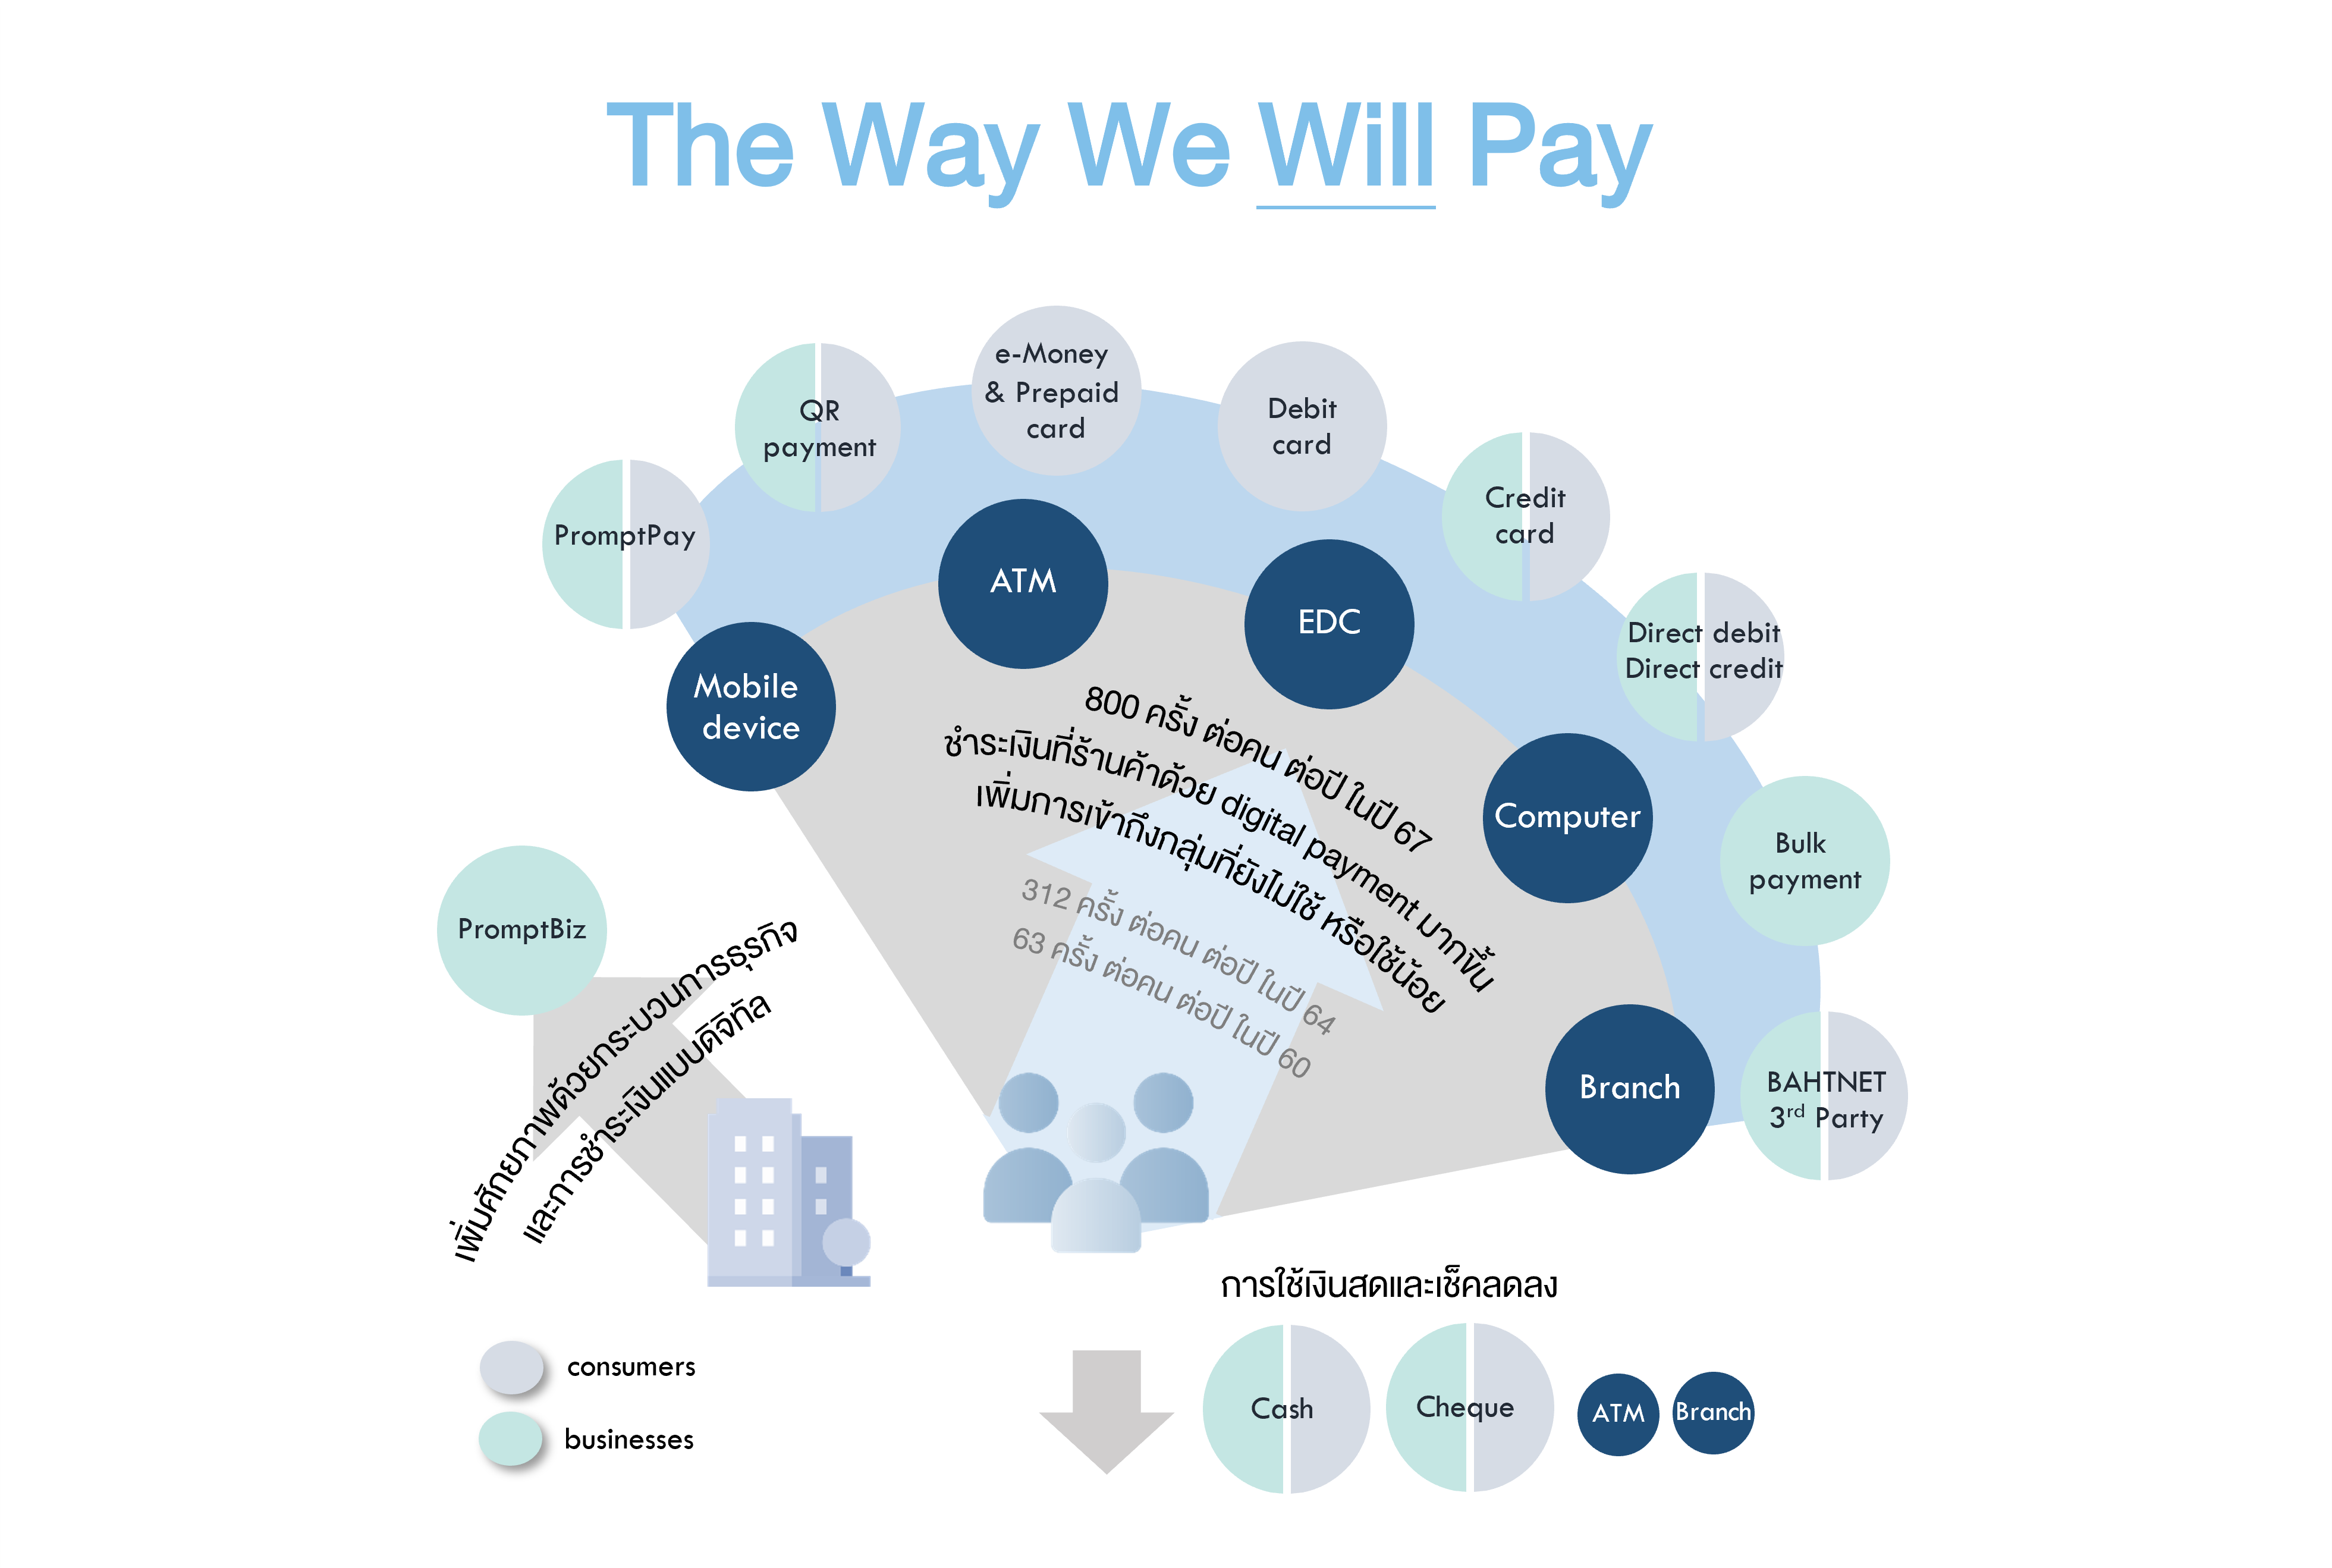 The Way We Will Pay
e-Money
& Prepaid
card
QR
payment
Debit
card
PromptPay
Credit
card
ATM
EDC
Direct debit
Direct credit
Mobile
device
800 ครั้ง ต่อคน ต่อปี ในปี 67
ชำระเงินที่ร้านค้าด้วย digital payment มากขึ้น
เพิ่มการเข้าถึงกลุ่มที่ยังไม่ใช้ หรือใช้น้อย
312 ครั้ง ต่อคน ต่อปี ในปี 64
63 ครั้ง ต่อคน ต่อปี ในปี 60
Computer
Bulk
payment
PromptBiz
เพิ่มศักยภาพด้วยกระบวนการธุรกิจ
และการชำระเงินแบบดิจิทัล
Branch
BAHTNET
3rd Party
การใช้เงินสดและเช็คลดลง
consumers
businesses
Cash
Cheque
ATM
Branch